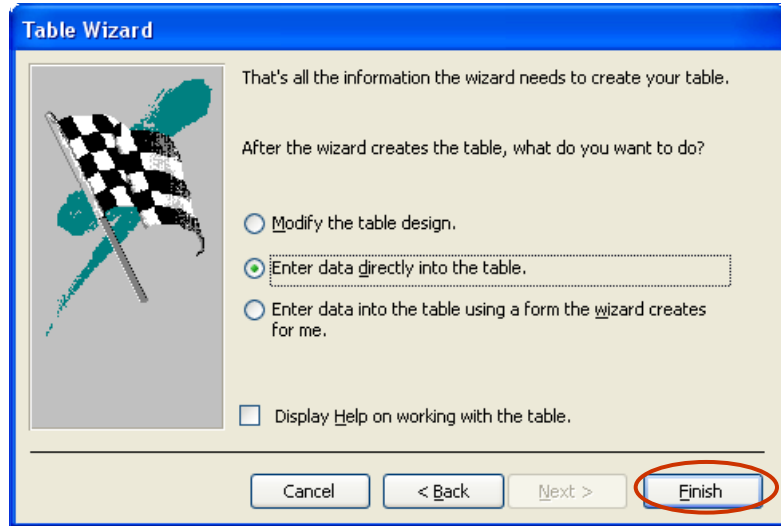 Table Wizard
That's all the information the wizard needs to create your table.
After the wizard creates the table, what do you want to do?
Modify the table design.
Enter data directly into the table.
Enter data into the table using a form the wizard creates
for me.
Display Help on working with the table.
Cancel
< Back
Next >
Finish